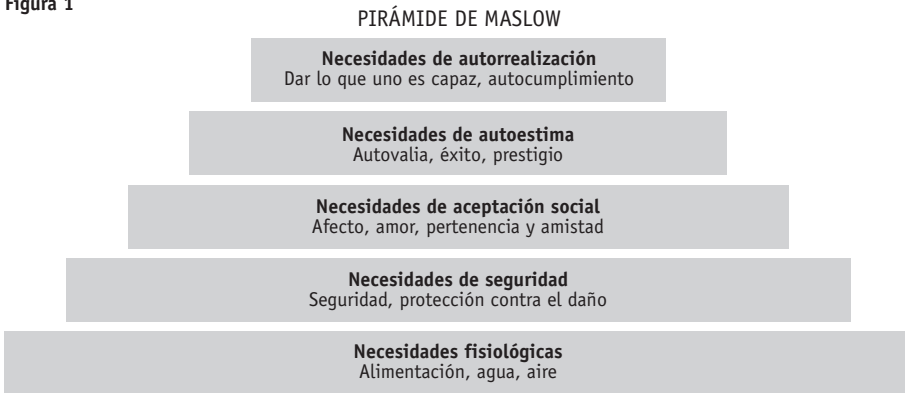 Figura 1
PIRÁMIDE DE MASLOW
Necesidades de autorrealización
Dar lo que uno es capaz, autocumplimiento
Necesidades de autoestima
Autovalia, éxito, prestigio
Necesidades de aceptación social
Afecto, amor, pertenencia y amistad
Necesidades de seguridad
Seguridad, protección contra el daño
Necesidades fisiológicas
Alimentación, agua, aire